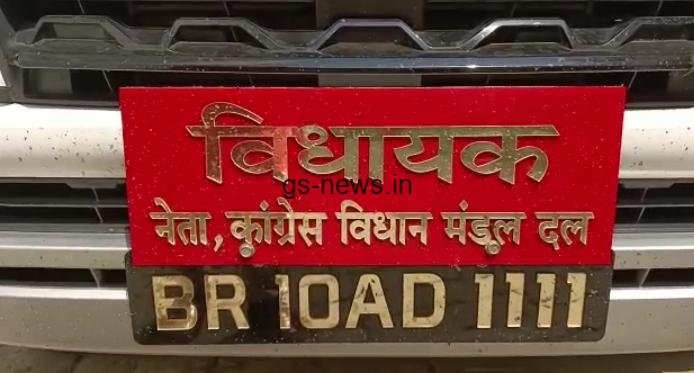 विधायक
gs-news.in
नेता, कांग्रेस विधान मंडल दल
BR 10AD 1111